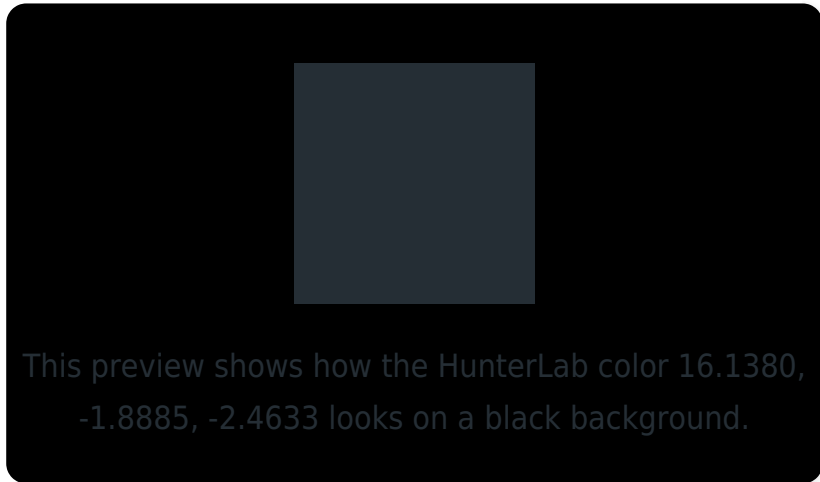 This preview shows how the HunterLab color 16.1380,
-1.8885, -2.4633 looks on a black background.